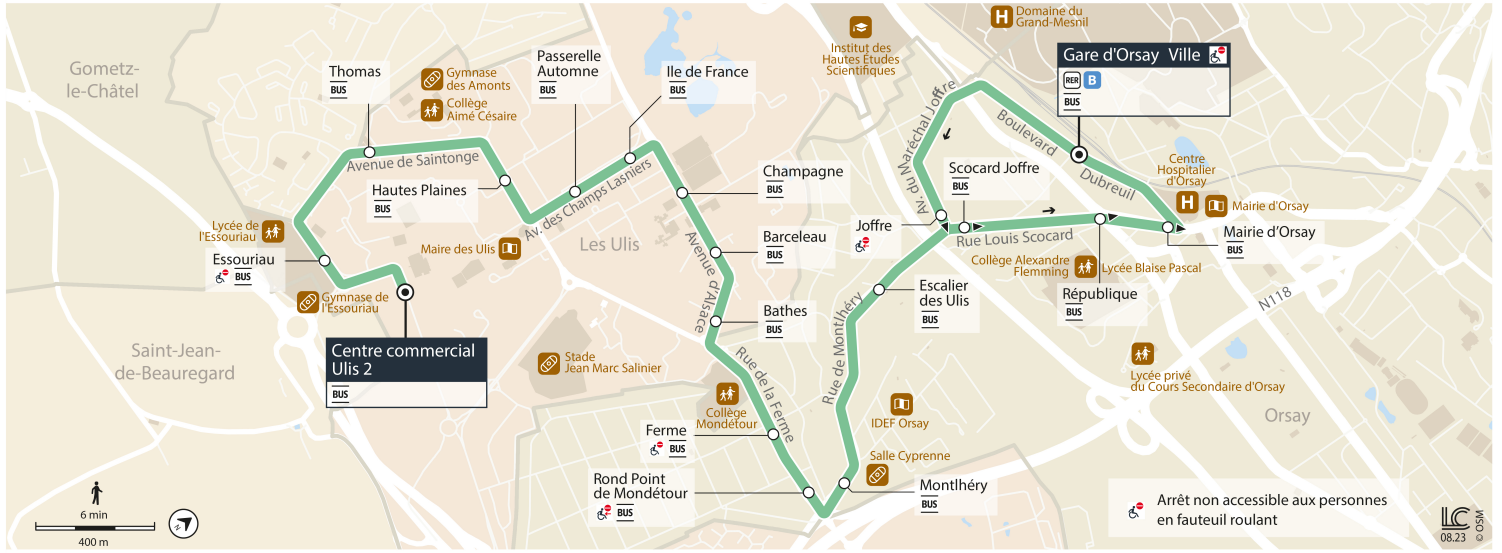 Gometz-
le-Châtel
Thomas
BUS
Gymnase
des Amonts
Collège
Aimé Césaire
Passerelle
Automne
BUS
Ile de France
BUS
Institut des
Hautes Études
Scientifiques
H
Domaine du
Grand-Mesnil
Gare d'Orsay Ville
RER B
BUS
Avenue de Saintonge
Hautes Plaines
BUS
Av. des Champs Lasniers
Champagne
BUS
Av. du Maréchal Joffre
Boulevard
Dubreuil
Scocard Joffre
BUS
Centre
Hospitalier
d'Orsay
H
Mairie d'Orsay
Lycée de
l'Essouriau
Essouriau
BUS
Gymnase de
l'Essouriau
Maire des Ulis
Les Ulis
Avenue d'Alsace
Barceleau
BUS
Joffre
Rue Louis Scocard
Mairie d'Orsay
BUS
Collège Alexandre
Flemming
Lycée Blaise Pascal
République
BUS
N118
Escalier
des Ulis
BUS
Bathes
BUS
Saint-Jean-
de-Beauregard
Centre commercial
Ulis 2
BUS
Stade
Jean Marc Salinier
Rue de la Ferme
Rue de Montlhéry
Collège
Mondétour
Lycée privé
du Cours Secondaire d'Orsay
Orsay
IDEF Orsay
Ferme
BUS
Salle Cyprenne
Rond Point
de Mondétour
BUS
Montlhéry
BUS
6 min
400 m
N
Arrêt non accessible aux personnes
en fauteuil roulant
LC
08.23
© OSM